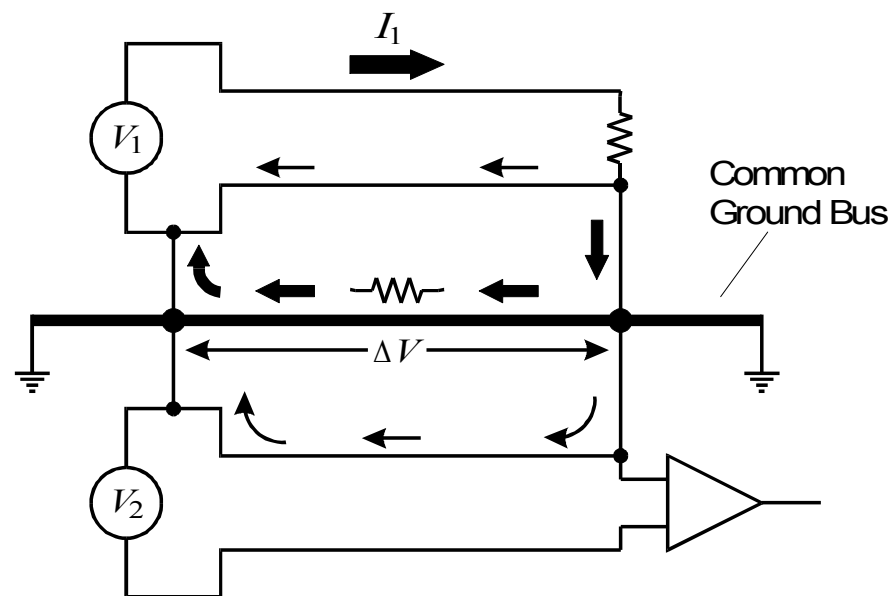 I₁
V₁
Common
Ground Bus
ΔV
V₂